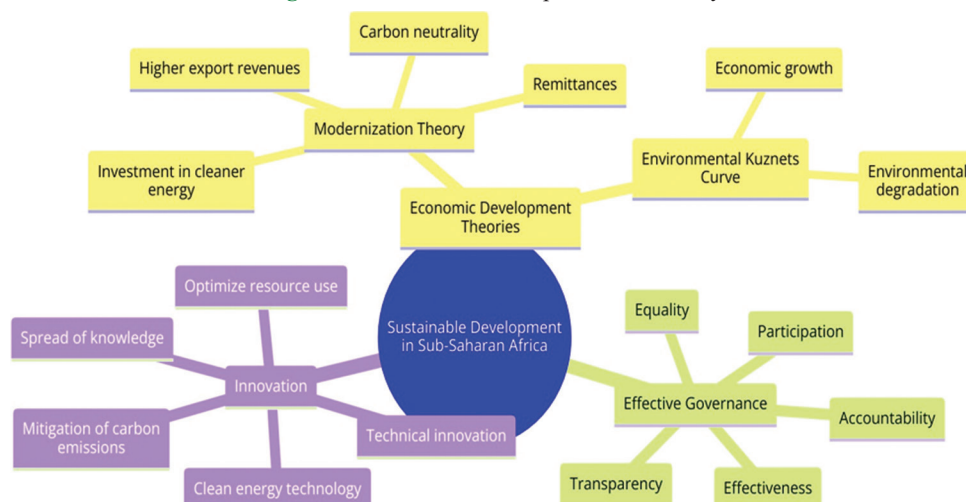 Carbon neutrality
Higher export revenues
Economic growth
Remittances
Modernization Theory
Investment in cleaner
energy
Environmental Kuznets
Curve
Environmental
degradation
Economic Development
Theories
Optimize resource use
Sustainable Development
in Sub-Saharan Africa
Equality
Participation
Spread of knowledge
Innovation
Effective Governance
Accountability
Mitigation of carbon
emissions
Technical innovation
Clean energy technology
Transparency
Effectiveness